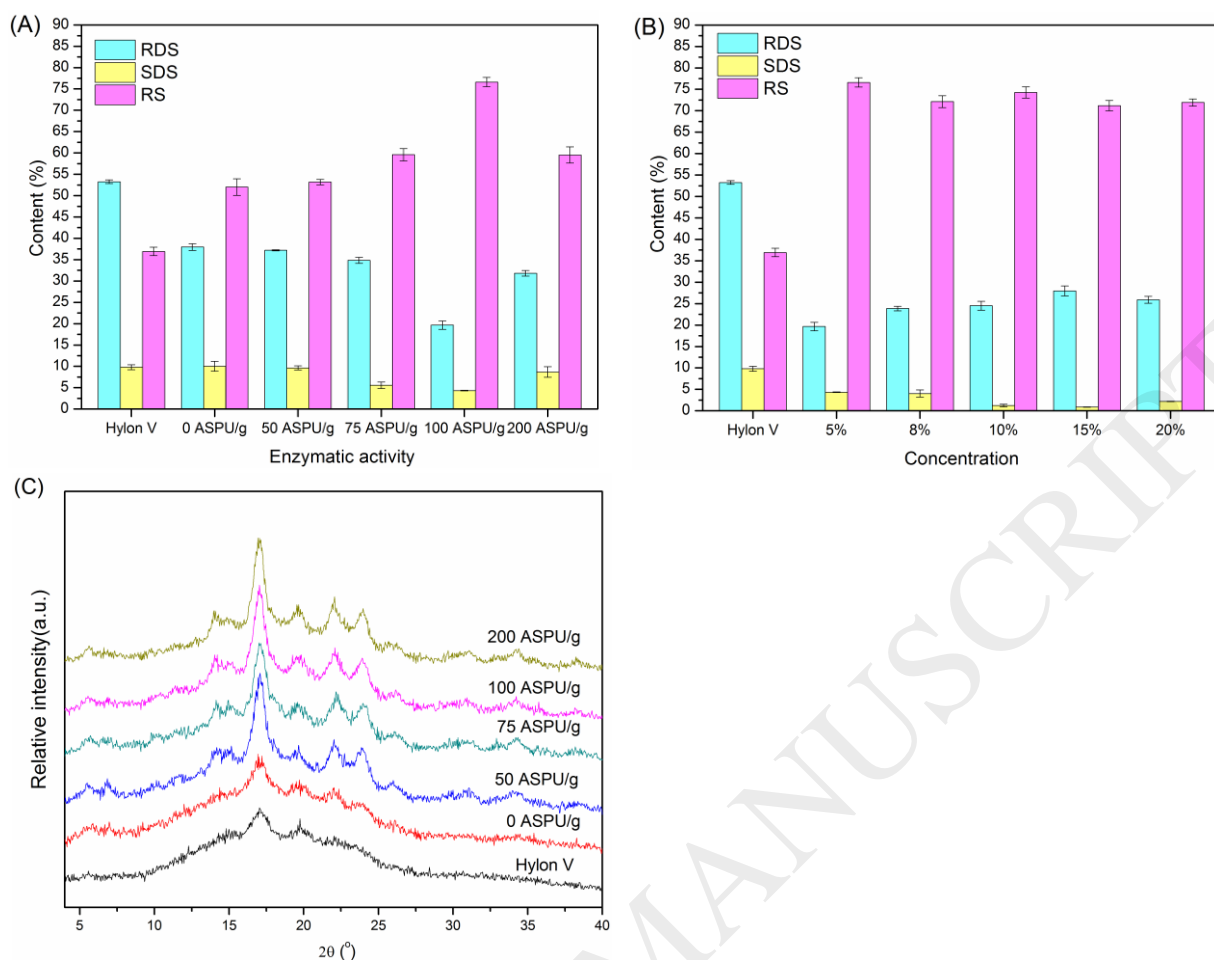 (A)
RDS
SDS
RS
Content (%)
90
85
80
75
70
65
60
55
50
45
40
35
30
25
20
15
10
5
0
Hylon V 0 ASPU/g 50 ASPU/g 75 ASPU/g 100 ASPU/g 200 ASPU/g
Enzymatic activity
(B)
RDS
SDS
RS
Content (%)
90
85
80
75
70
65
60
55
50
45
40
35
30
25
20
15
10
5
0
Hylon V 5% 8% 10% 15% 20%
Concentration
(C)
Relative intensity(a.u.)
200 ASPU/g
100 ASPU/g
75 ASPU/g
50 ASPU/g
0 ASPU/g
Hylon V
5 10 15 20 25 30 35 40
2θ (°)
MANUSCRIPT